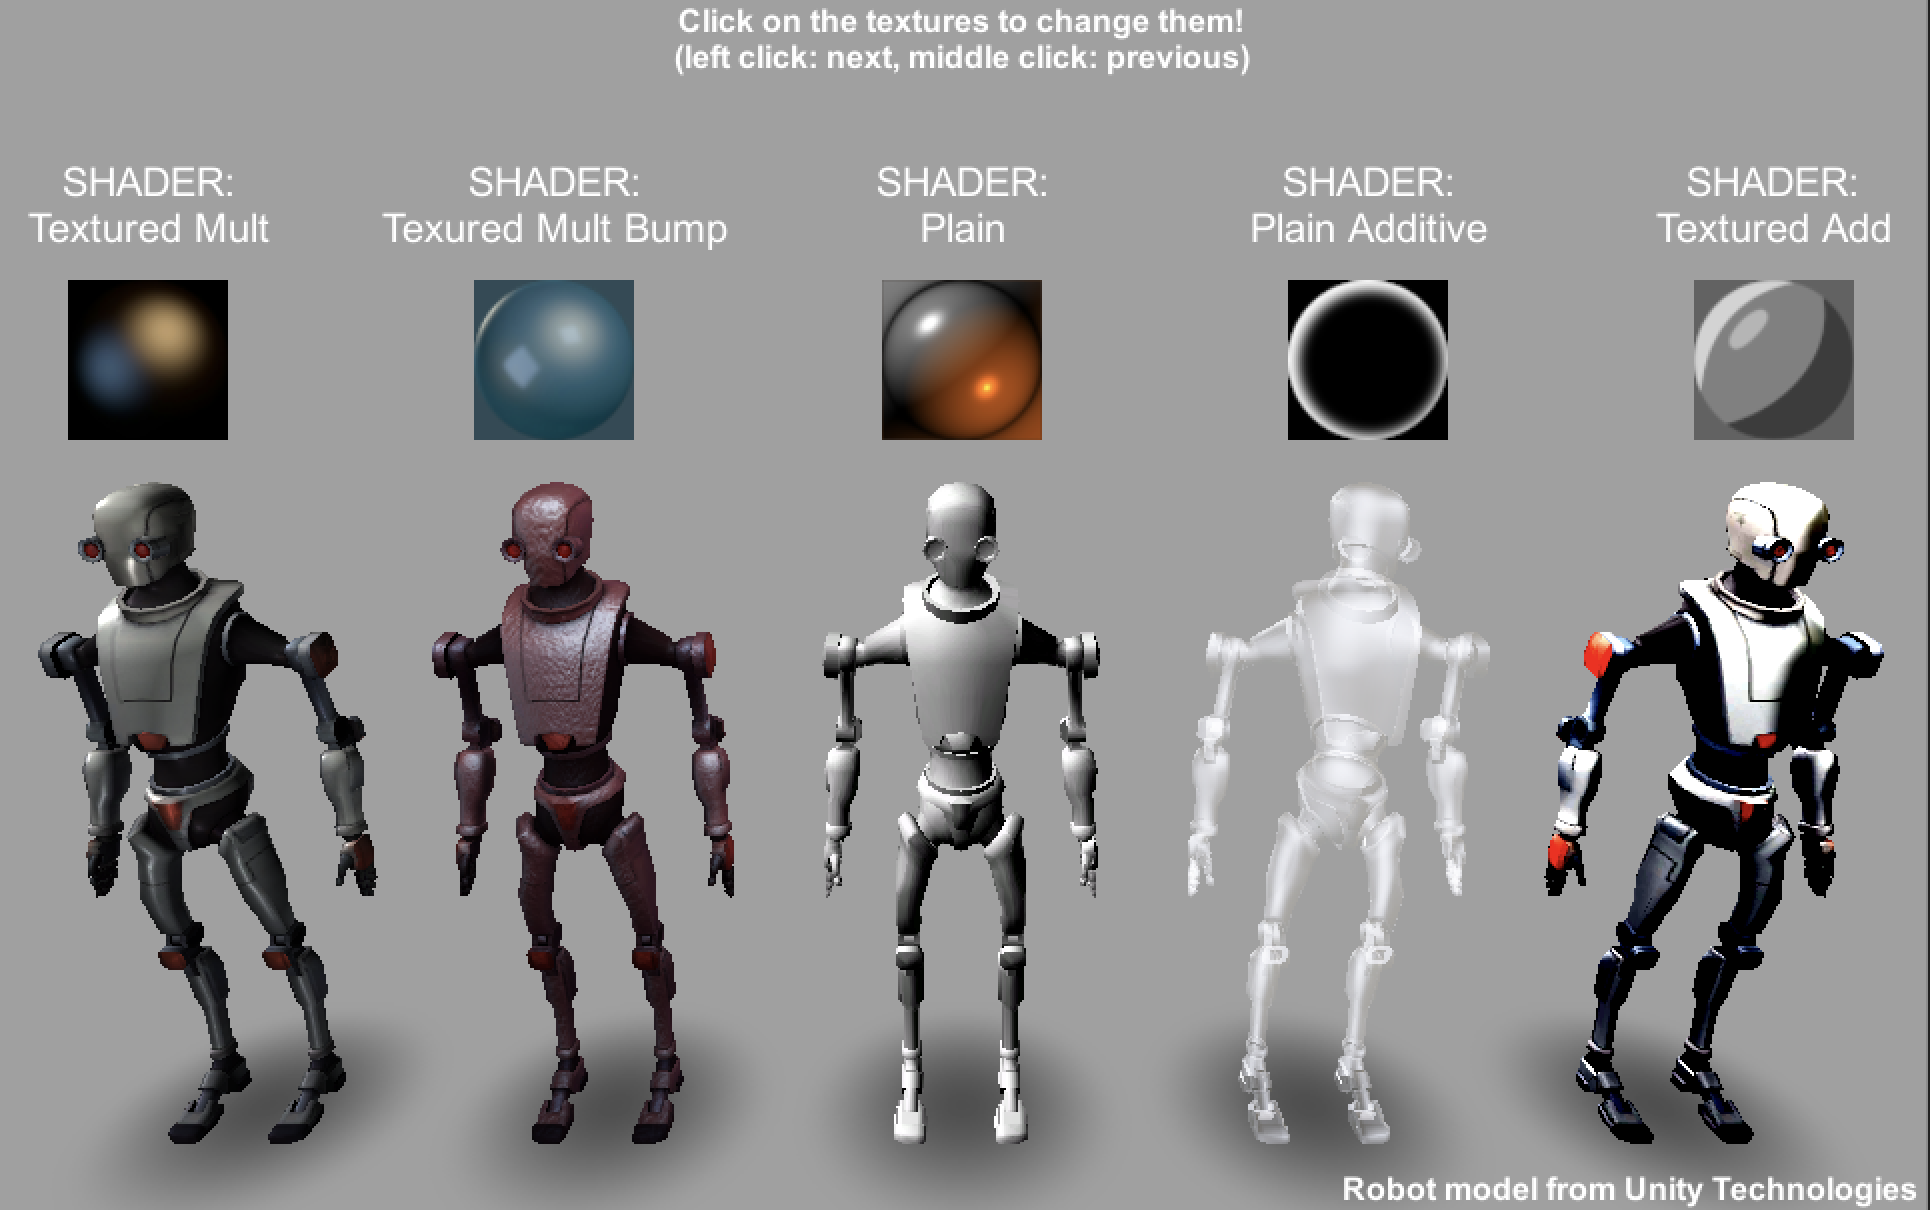 Click on the textures to change them!
(left click: next, middle click: previous)
SHADER:
Textured Mult
SHADER:
Texured Mult Bump
SHADER:
Plain
SHADER:
Plain Additive
SHADER:
Textured Add
Robot model from Unity Technologies